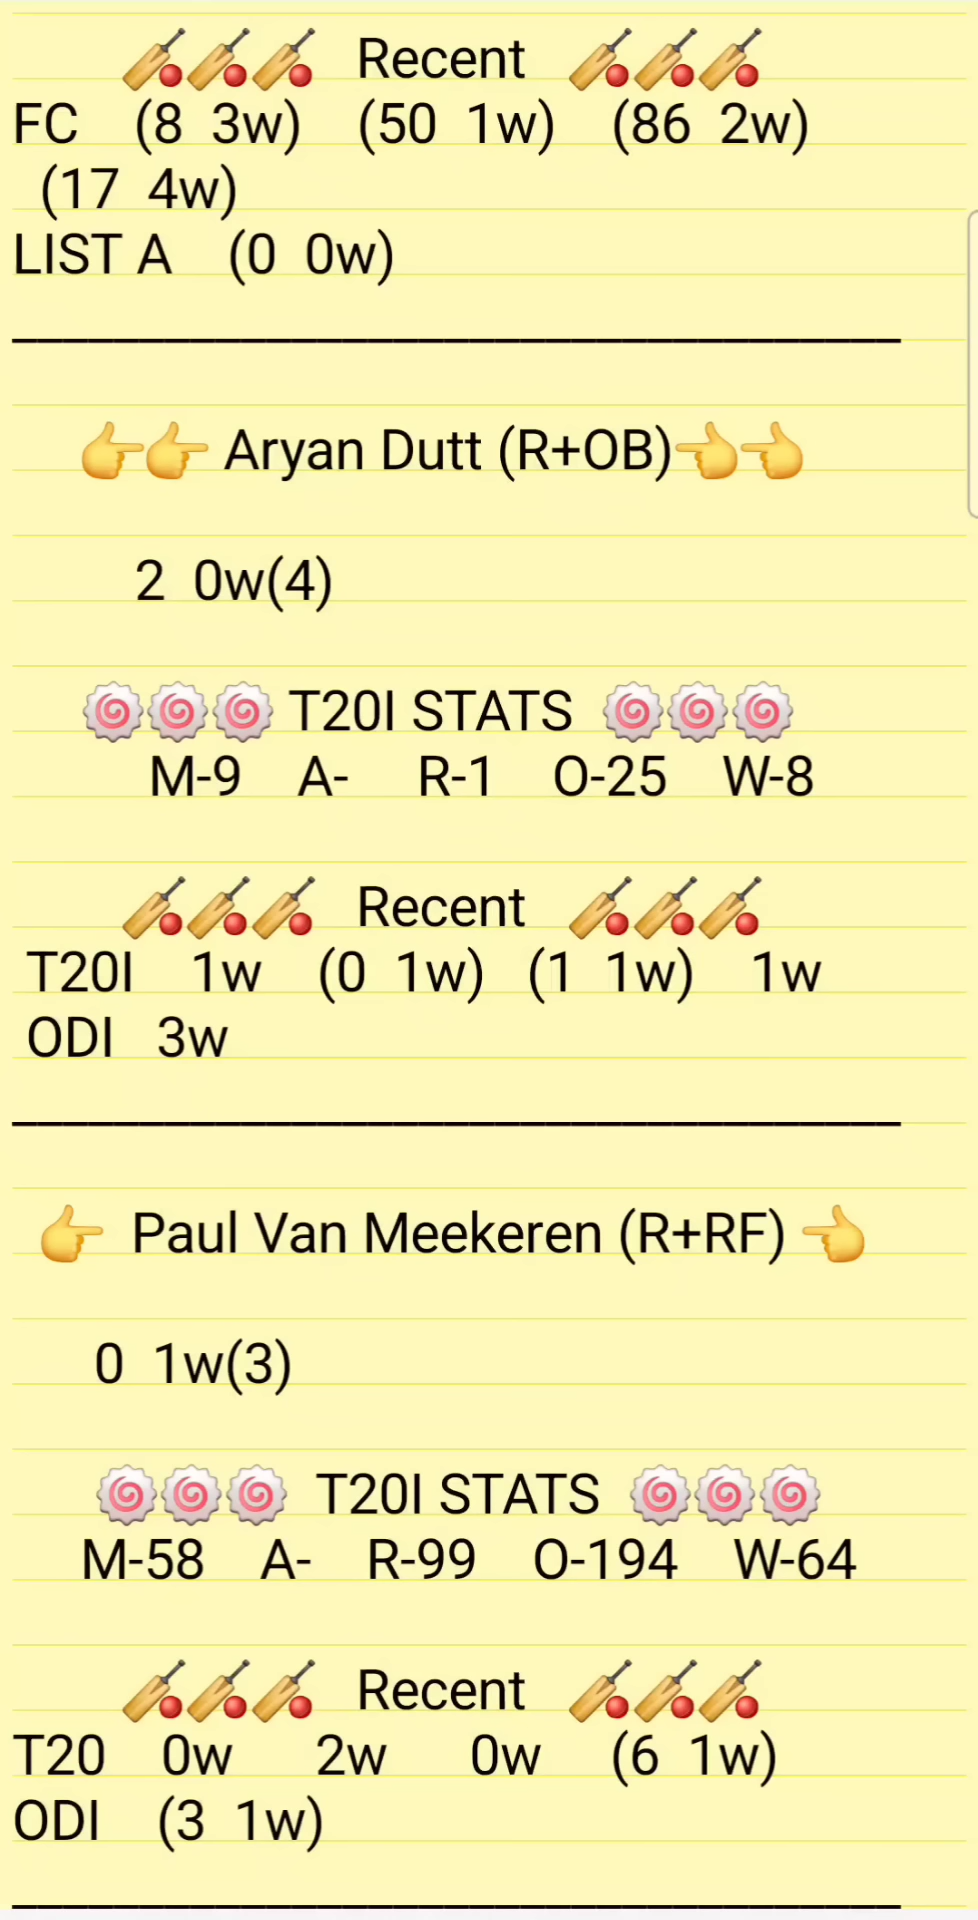 🏏🏏🏏 Recent 🏏🏏🏏
FC (8 3w) (50 1w) (86 2w)
(17 4w)
LIST A (0 0w)
👉👉 Aryan Dutt (R+OB)👈👈
2 0w(4)
🍥🍥🍥 T20I STATS 🍥🍥🍥
M-9 A- R-1 O-25 W-8
🏏🏏🏏 Recent 🏏🏏🏏
T20I 1w (0 1w) (1 1w) 1w
ODI 3w
👉 Paul Van Meekeren (R+RF) 👈
0 1w(3)
🍥🍥🍥 T20I STATS 🍥🍥🍥
M-58 A- R-99 O-194 W-64
🏏🏏🏏 Recent 🏏🏏🏏
T20 0w 2w 0w (6 1w)
ODI (3 1w)